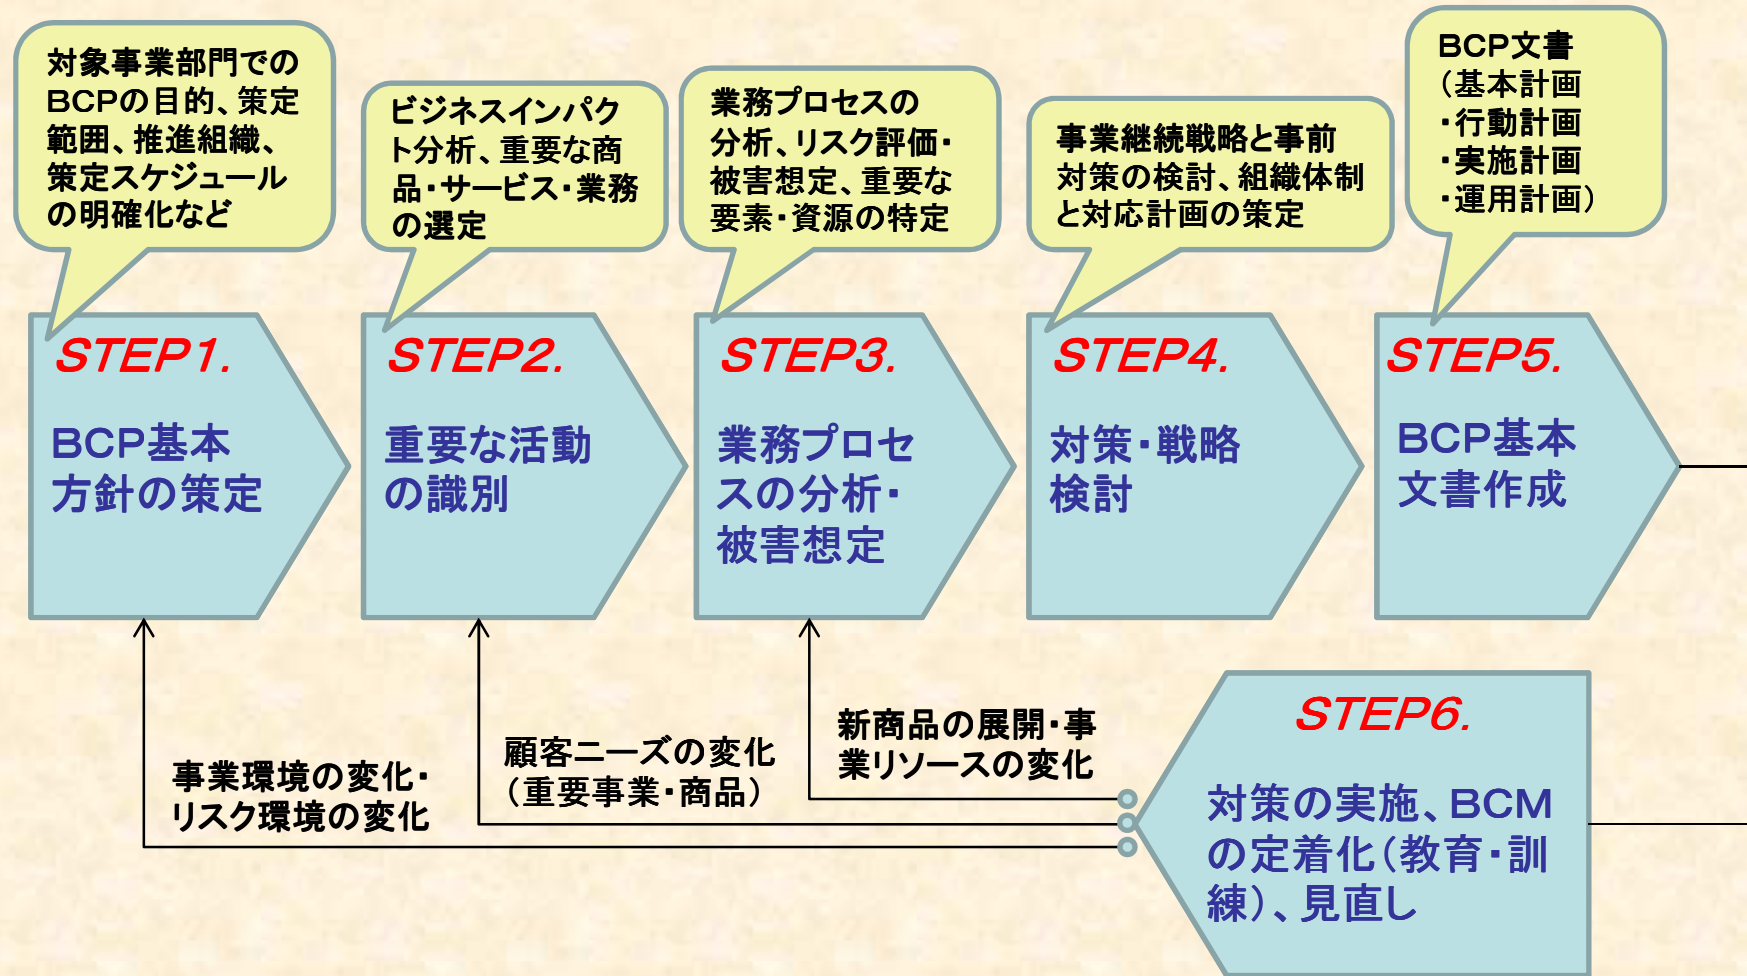 対象事業部門での
BCPの目的、策定
範囲、推進組織、
策定スケジュール
の明確化など
ビジネスインパク
ト分析、重要な商
品・サービス・業務
の選定
業務プロセスの
分析、リスク評価・
被害想定、重要な
要素・資源の特定
事業継続戦略と事前
対策の検討、組織体制
と対応計画の策定
BCP文書
（基本計画
・行動計画
・実施計画
・運用計画）
STEP1.
BCP基本
方針の策定
STEP2.
重要な活動
の識別
STEP3.
業務プロセ
スの分析・
被害想定
STEP4.
対策・戦略
検討
STEP5.
BCP基本
文書作成
事業環境の変化・
リスク環境の変化
顧客ニーズの変化
（重要事業・商品）
新商品の展開・事
業リソースの変化
STEP6.
対策の実施、BCM
の定着化（教育・訓
練）、見直し